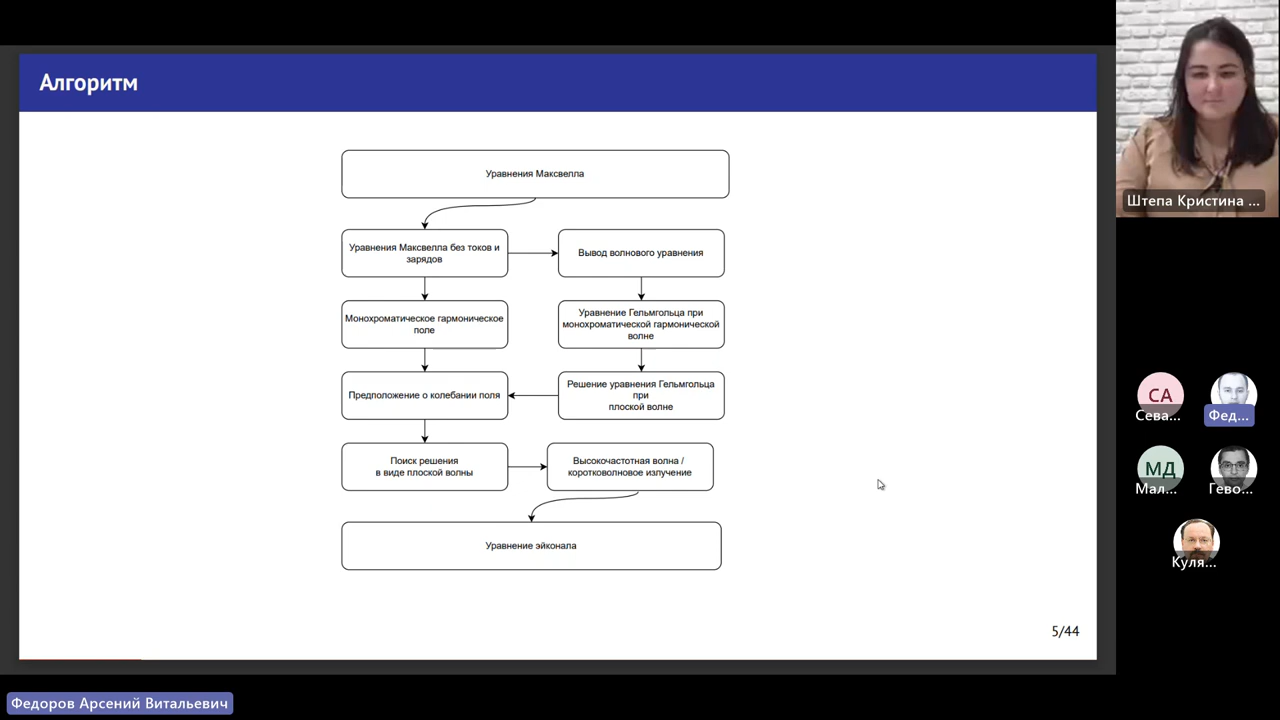 Алгоритм
Уравнения Максвелла
Уравнения Максвелла без токов и
зарядов
Вывод волнового уравнения
Монохроматическое гармоническое
поле
Уравнение Гельмгольца при
монохроматической гармонической
волне
Предположение о колебании поля
Решение уравнения Гельмгольца
при
плоской волне
Поиск решения
в виде плоской волны
Высокочастотная волна /
коротковолновое излучение
Уравнение эйконала
5/44
Штепа Кристина ...
СА
Сева...
Фед...
МД
Мал...
Гево...
Куля...
Федоров Арсений Витальевич